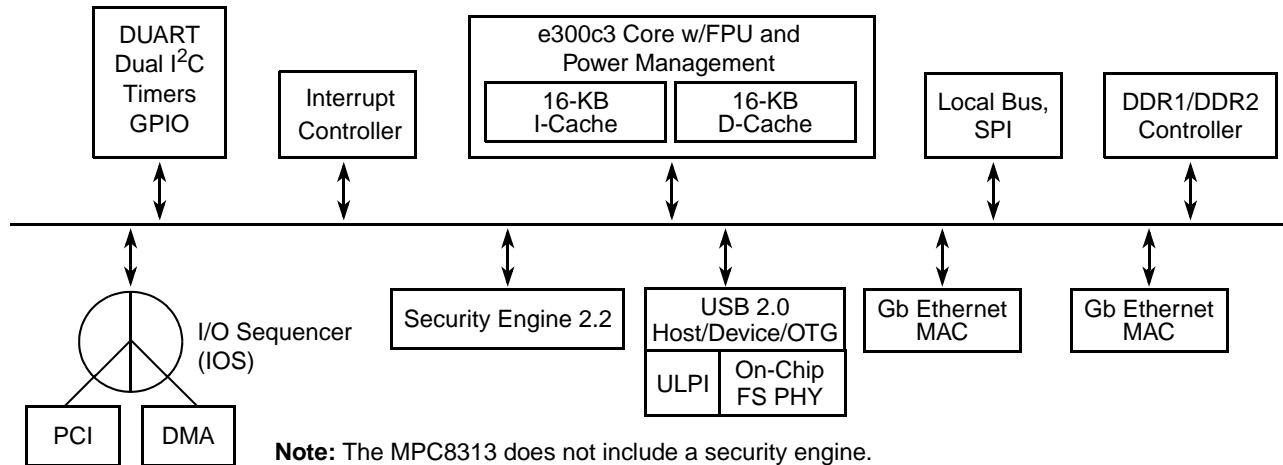 DUART
Dual I2C
Timers
GPIO
Interrupt
Controller
e300c3 Core w/FPU and
Power Management
16-KB
I-Cache
16-KB
D-Cache
Local Bus,
SPI
DDR1/DDR2
Controller
I/O Sequencer
(IOS)
PCI
DMA
Security Engine 2.2
USB 2.0
Host/Device/OTG
ULPI
On-Chip
FS PHY
Gb Ethernet
MAC
Gb Ethernet
MAC
Note: The MPC8313 does not include a security engine.